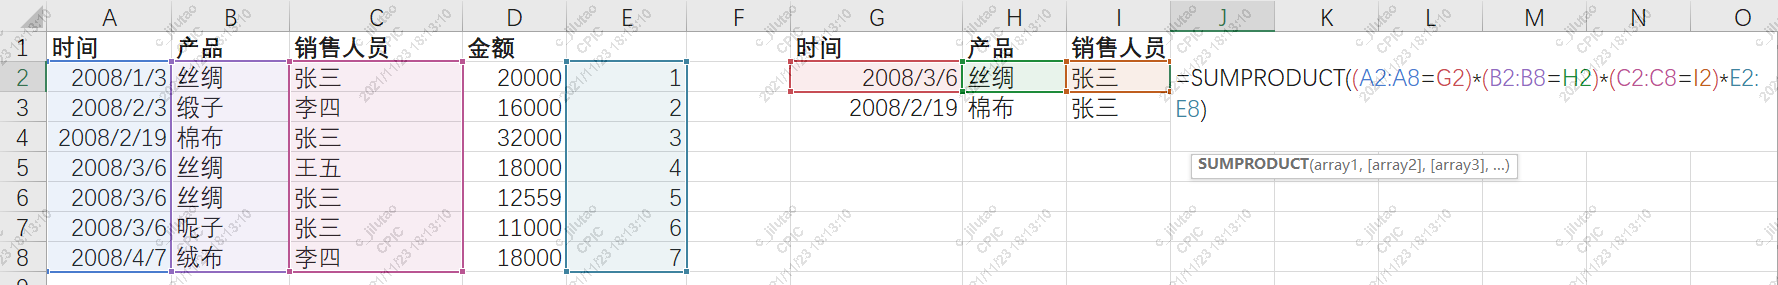 A B C D E F G H I J K L M N O
1 时间 产品 销售人员 金额 时间 产品 销售人员
2 2008/1/3 丝绸 张三 20000 1 2008/3/6 丝绸 张三 =SUMPRODUCT((A2:A8=G2)*(B2:B8=H2)*(C2:C8=I2)*E2:
3 2008/2/3 缎子 李四 16000 2 2008/2/19 棉布 张三 E8)
4 2008/2/19 棉布 张三 32000 3
5 2008/3/6 丝绸 王五 18000 4 SUMPRODUCT(array1, [array2], [array3], ...)
6 2008/3/6 丝绸 张三 12559 5
7 2008/3/6 呢子 张三 11000 6
8 2008/4/7 绒布 李四 18000 7
c_jilutao
CPIC
2021/11/23 18:13:10